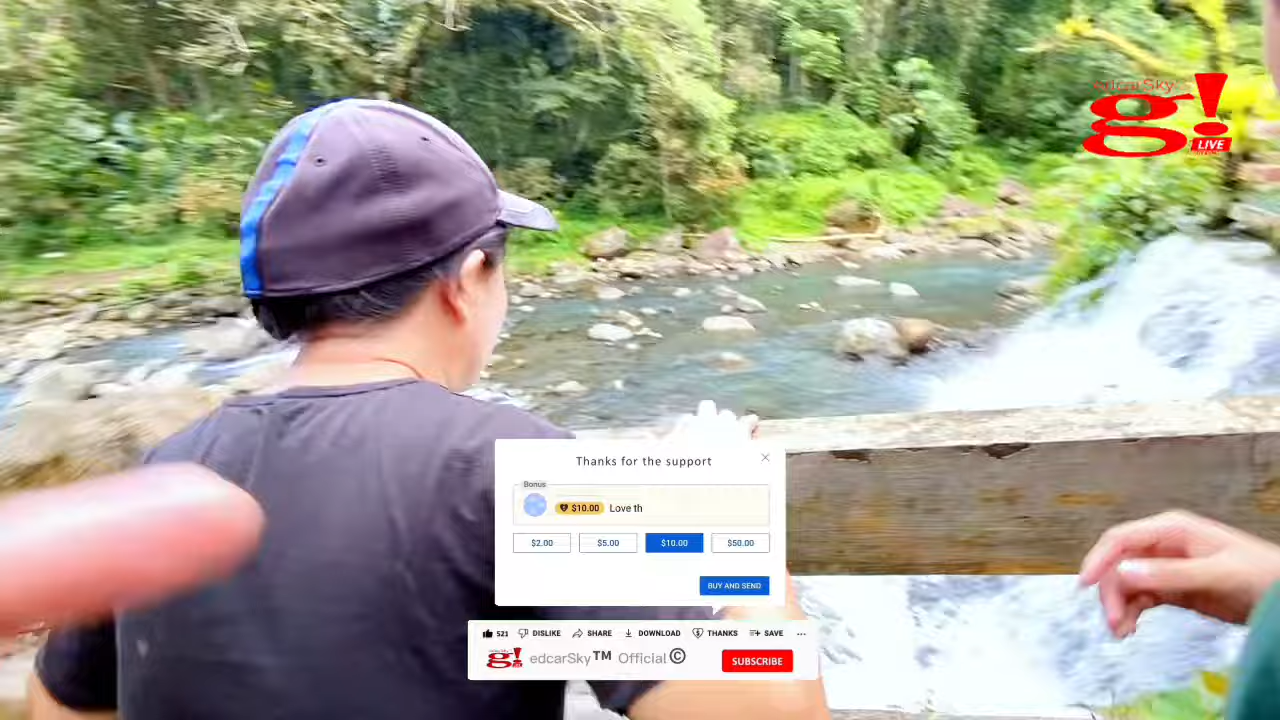 edcarSky
g!
LIVE
Thanks for the support
Bonus
$10.00 Love th
$2.00 $5.00 $10.00 $50.00
BUY AND SEND
521 DISLIKE SHARE DOWNLOAD THANKS SAVE ...
g! edcarSky™ Official ©
SUBSCRIBE